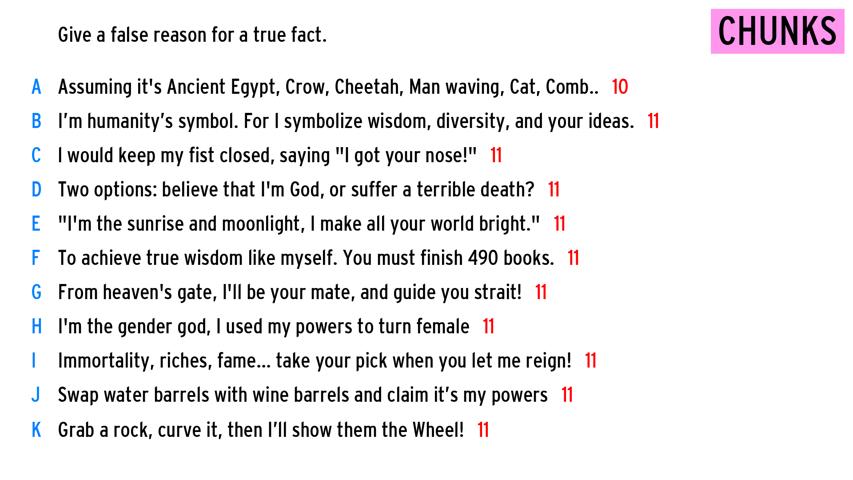 Give a false reason for a true fact.
CHUNKS
A Assuming it's Ancient Egypt, Crow, Cheetah, Man waving, Cat, Comb.. 10
B I'm humanity's symbol. For I symbolize wisdom, diversity, and your ideas. 11
C I would keep my fist closed, saying "I got your nose!" 11
D Two options: believe that I'm God, or suffer a terrible death? 11
E "I'm the sunrise and moonlight, I make all your world bright." 11
F To achieve true wisdom like myself. You must finish 490 books. 11
G From heaven's gate, I'll be your mate, and guide you strait! 11
H I'm the gender god, I used my powers to turn female 11
I Immortality, riches, fame... take your pick when you let me reign! 11
J Swap water barrels with wine barrels and claim it's my powers 11
K Grab a rock, curve it, then I'll show them the Wheel! 11